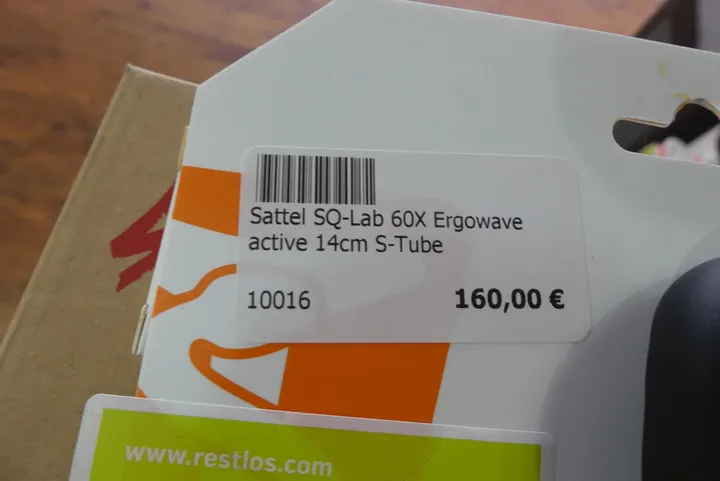 Sattel SQ-Lab 60X Ergowave
active 14cm S-Tube
10016 160,00 €
www.restlos.com